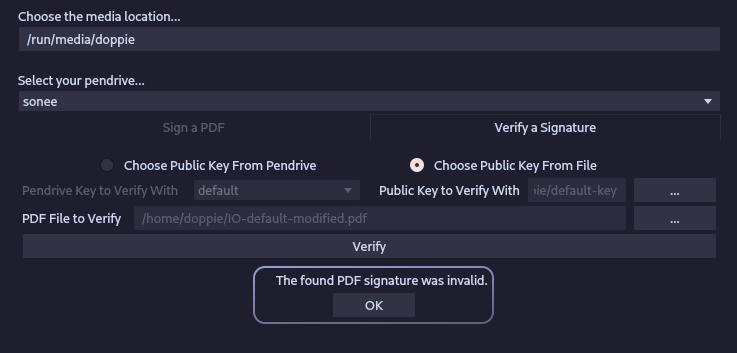 Choose the media location...
/run/media/doppie
Select your pendrive...
sonee
Sign a PDF
Verify a Signature
Choose Public Key From Pendrive
Choose Public Key From File
Pendrive Key to Verify With
default
Public Key to Verify With
ie/default-key
...
PDF File to Verify
/home/doppie/IO-default-modified.pdf
...
Verify
The found PDF signature was invalid.
OK